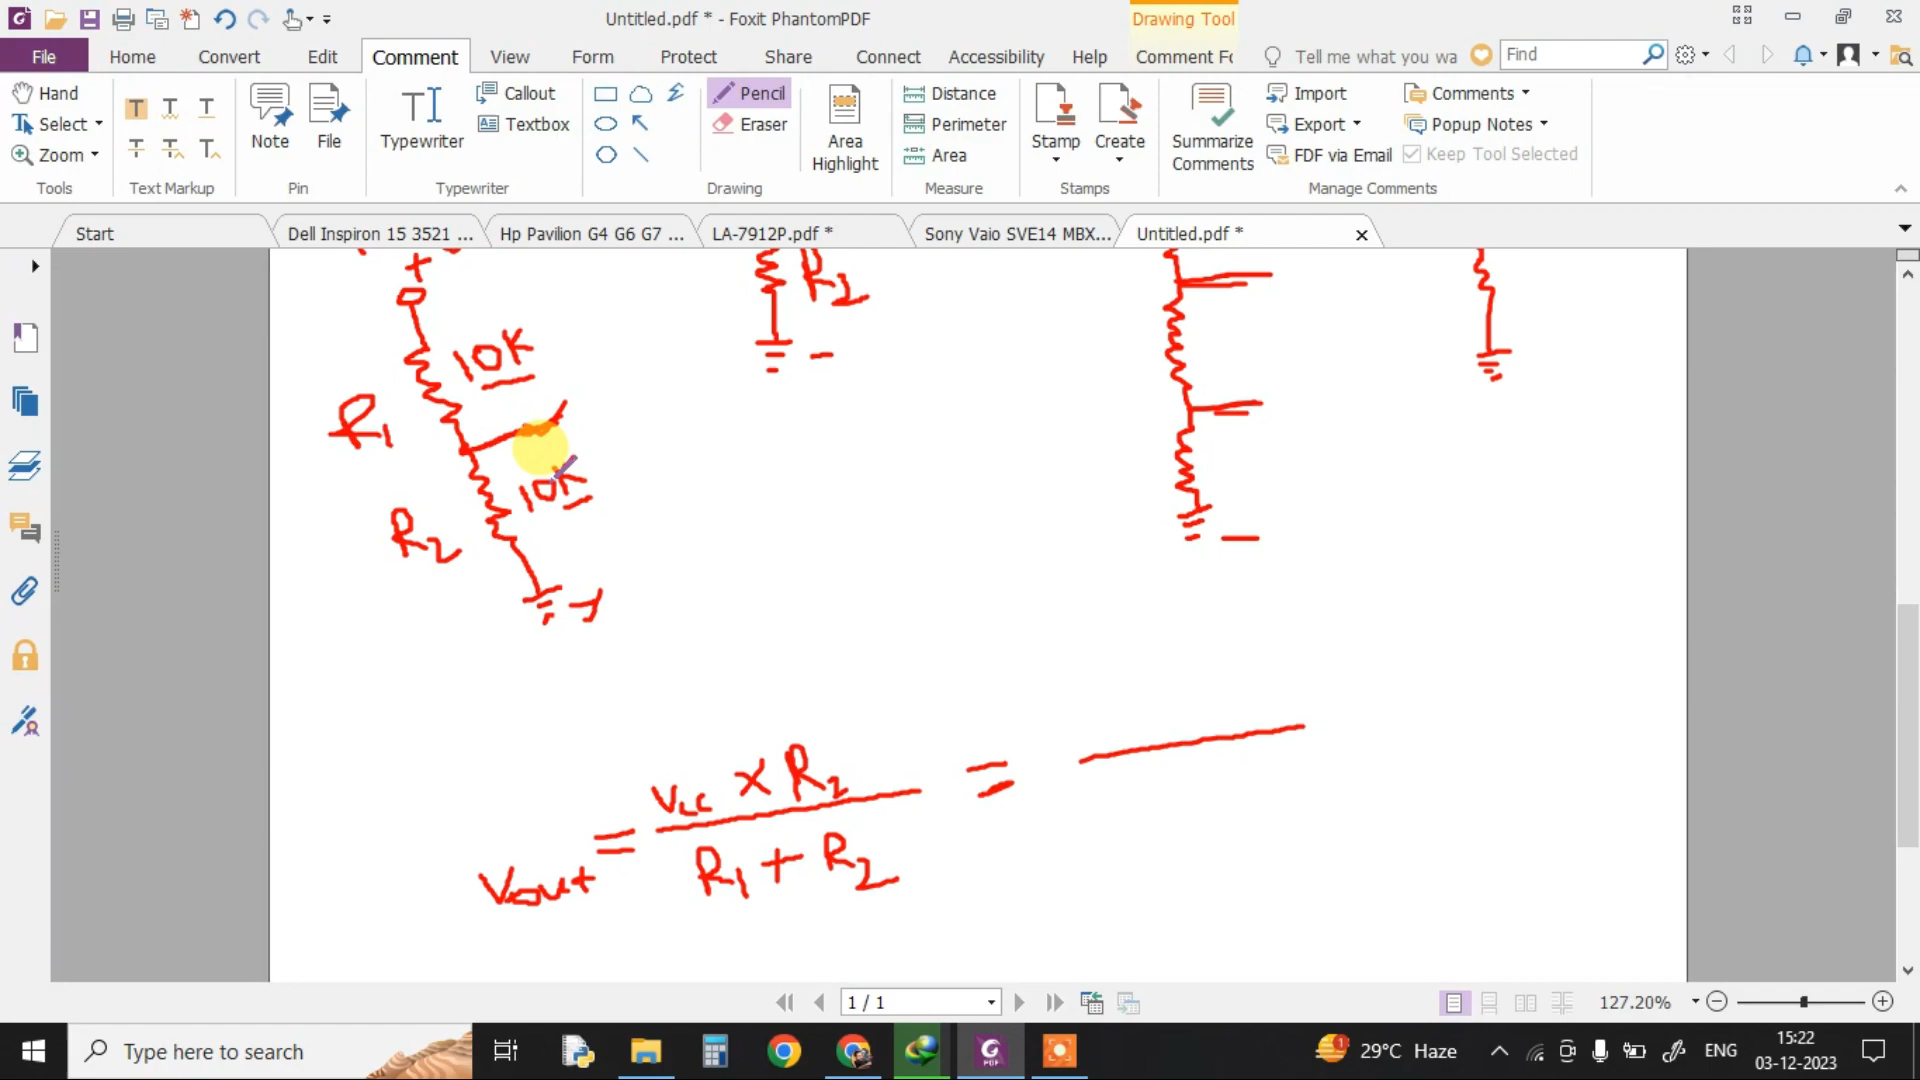 Untitled.pdf * - Foxit PhantomPDF
Drawing Tool
File Home Convert Edit Comment View Form Protect Share Connect Accessibility Help Comment Fc Tell me what you wa Find
Hand
Select
Zoom
Tools
Text Markup
Note
File
Pin
Typewriter
Callout
Textbox
Typewriter
Pencil
Eraser
Drawing
Area
Highlight
Distance
Perimeter
Area
Measure
Stamp
Create
Stamps
Summarize
Comments
Import
Export
FDF via Email
Comments
Popup Notes
Keep Tool Selected
Manage Comments
Start
Dell Inspiron 15 3521 ...
Hp Pavilion G4 G6 G7 ...
LA-7912P.pdf *
Sony Vaio SVE14 MBX...
Untitled.pdf *
+
R2
10K
R1
10K
R2
Vout = Vcc X R2 =
R1 + R2
1 / 1
127.20%
Type here to search
29°C Haze
ENG
15:22
03-12-2023